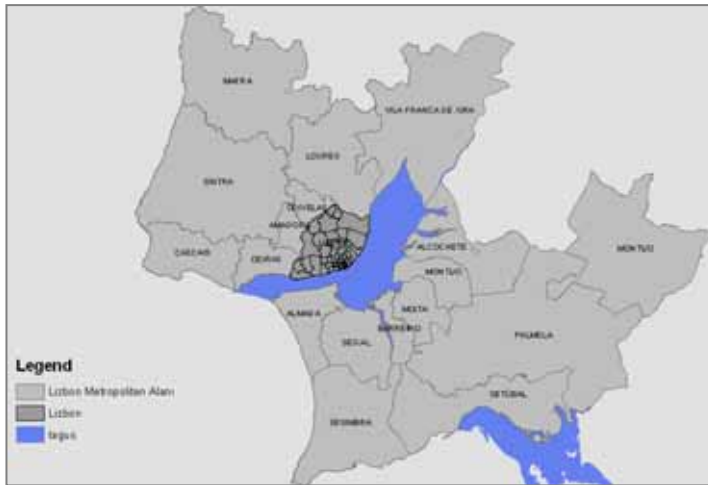 MAFRA
VILA FRANCA DE XIRA
LOURES
SINTRA
ODIVELAS
AMADORA
MONTIJO
CASCAIS
OEIRAS
ALCOCHETE
MONTIJO
ALMADA
MOITA
BARREIRO
PALMELA
SEIXAL
Legend
Lizbon Metropolitan Alanı
Lizbon
tagus
SETÚBAL
SESIMBRA